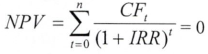 NPV = \sum_{t=0}^{n} \frac{CF_t}{(1 + IRR)^t} = 0